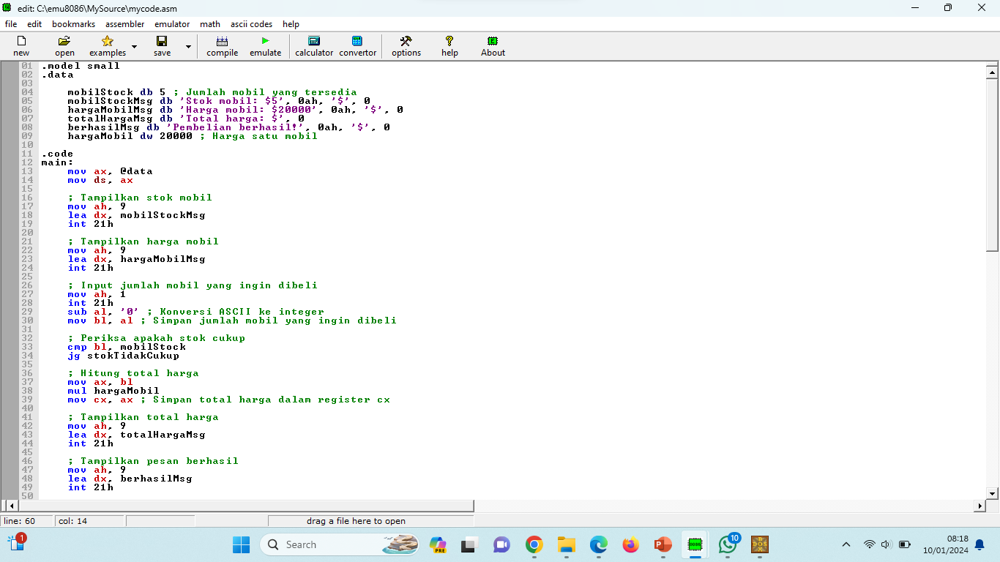 edit: C:\emu8086\MySource\mycode.asm
file edit bookmarks assembler emulator math ascii codes help
new open examples save compile emulate calculator convertor options help About
01 .model small
02 .data
03
04 mobilStock db 5 ; Jumlah mobil yang tersedia
05 mobilStockMsg db 'Stok mobil: $5', 0ah, '$', 0
06 hargaMobilMsg db 'Harga mobil: $20000', 0ah, '$', 0
07 totalHargaMsg db 'Total harga: $', 0
08 berhasilMsg db 'Pembelian berhasil!', 0ah, '$', 0
09 hargaMobil dw 20000 ; Harga satu mobil
10
11 .code
12 main:
13 mov ax, @data
14 mov ds, ax
15
16 ; Tampilkan stok mobil
17 mov ah, 9
18 lea dx, mobilStockMsg
19 int 21h
20
21 ; Tampilkan harga mobil
22 mov ah, 9
23 lea dx, hargaMobilMsg
24 int 21h
25
26 ; Input jumlah mobil yang ingin dibeli
27 mov ah, 1
28 int 21h
29 sub al, '0' ; Konversi ASCII ke integer
30 mov bl, al ; Simpan jumlah mobil yang ingin dibeli
31
32 ; Periksa apakah stok cukup
33 cmp bl, mobilStock
34 jg stokTidakCukup
35
36 ; Hitung total harga
37 mov ax, bl
38 mul hargaMobil
39 mov cx, ax ; Simpan total harga dalam register cx
40
41 ; Tampilkan total harga
42 mov ah, 9
43 lea dx, totalHargaMsg
44 int 21h
45
46 ; Tampilkan pesan berhasil
47 mov ah, 9
48 lea dx, berhasilMsg
49 int 21h
50
line: 60 col: 14 drag a file here to open
1 Search PRE 8086 10 DOS BOX 08:18
10/01/2024